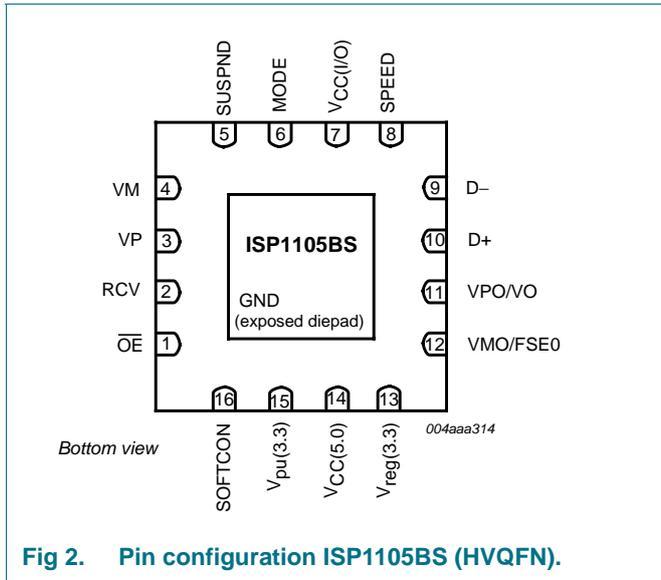 SUSPND
MODE
VCC(I/O)
SPEED
5
6
7
8
VM
4
9
D−
VP
3
ISP1105BS
10
D+
RCV
2
GND
(exposed diepad)
11
VPO/VO
OE
1
12
VMO/FSE0
16
15
14
13
004aaa314
Bottom view
SOFTCON
Vpu(3.3)
VCC(5.0)
Vreg(3.3)
Fig 2. Pin configuration ISP1105BS (HVQFN).